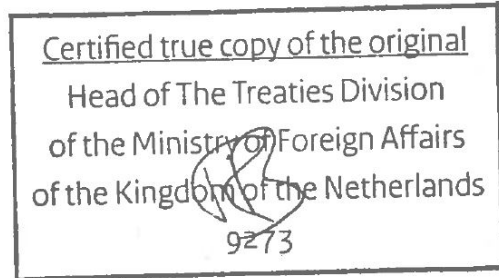 Certified true copy of the original
Head of The Treaties Division
of the Ministry of Foreign Affairs
of the Kingdom of the Netherlands
9273